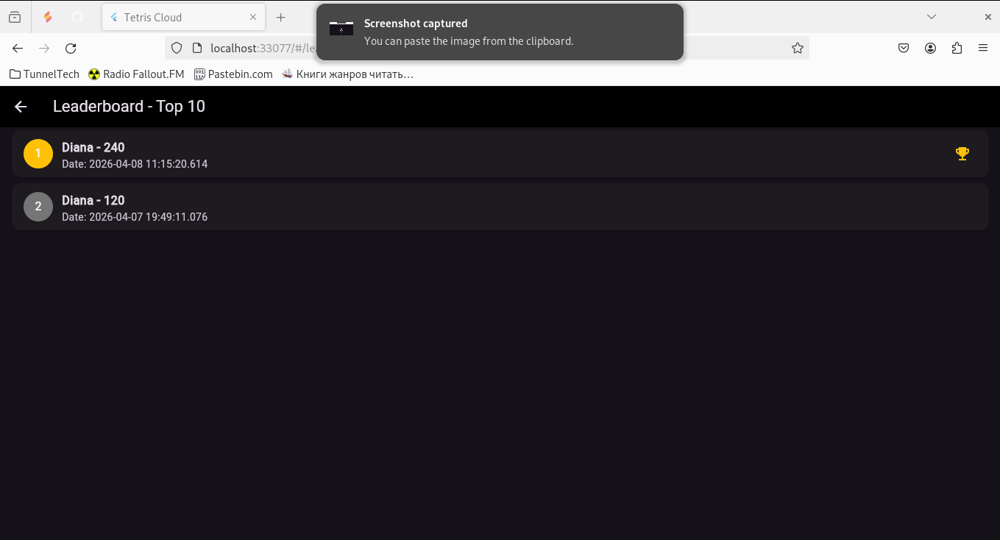 Tetris Cloud
Screenshot captured
You can paste the image from the clipboard.
localhost:33077/#/lea
TunnelTech
Radio Fallout.FM
Pastebin.com
Книги жанров читать…
Leaderboard - Top 10
1
Diana - 240
Date: 2026-04-08 11:15:20.614
2
Diana - 120
Date: 2026-04-07 19:49:11.076